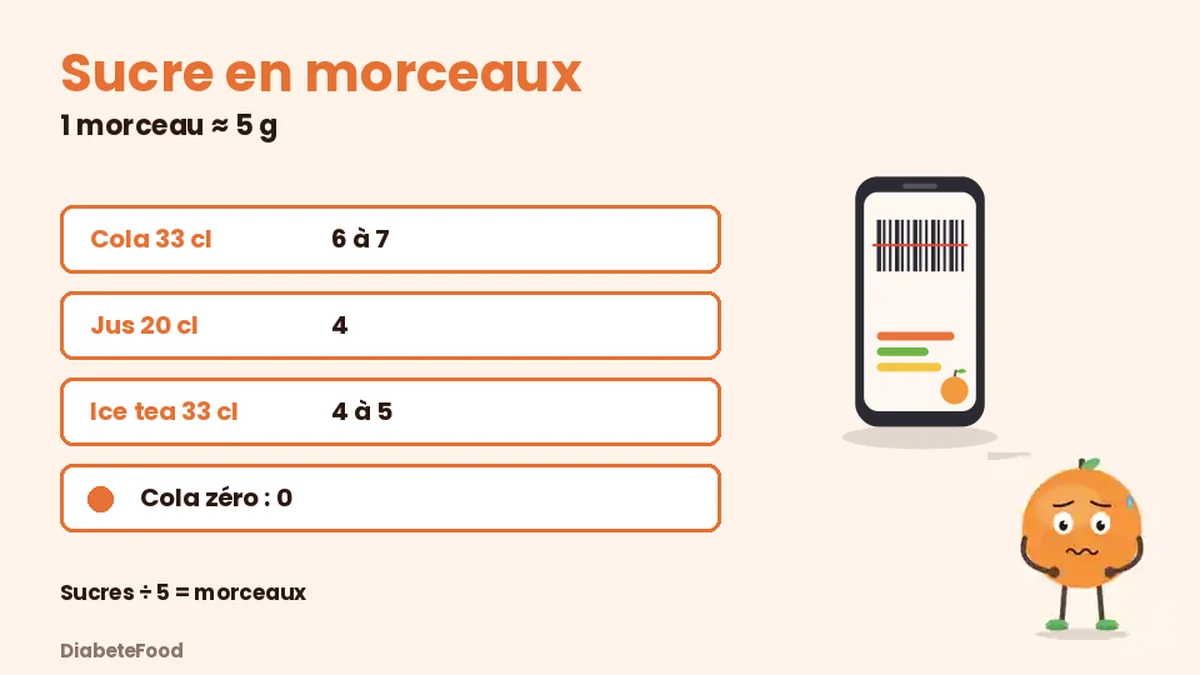 Sucre en morceaux
1 morceau ≈ 5 g
Cola 33 cl 6 à 7
Jus 20 cl 4
Ice tea 33 cl 4 à 5
Cola zéro : 0
Sucres ÷ 5 = morceaux
DiabeteFood